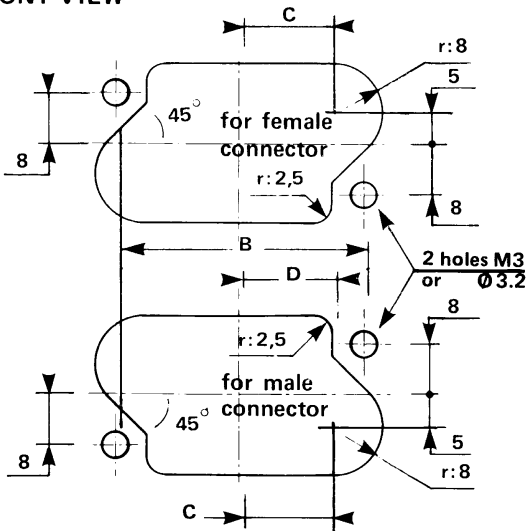 FRONT VIEW
C
r:8
5
45°
for female
connector
8
r:2,5
8
B
2 holes M3
or Ø3.2
D
8
r:2,5
for male
connector
45°
8
5
r:8
C